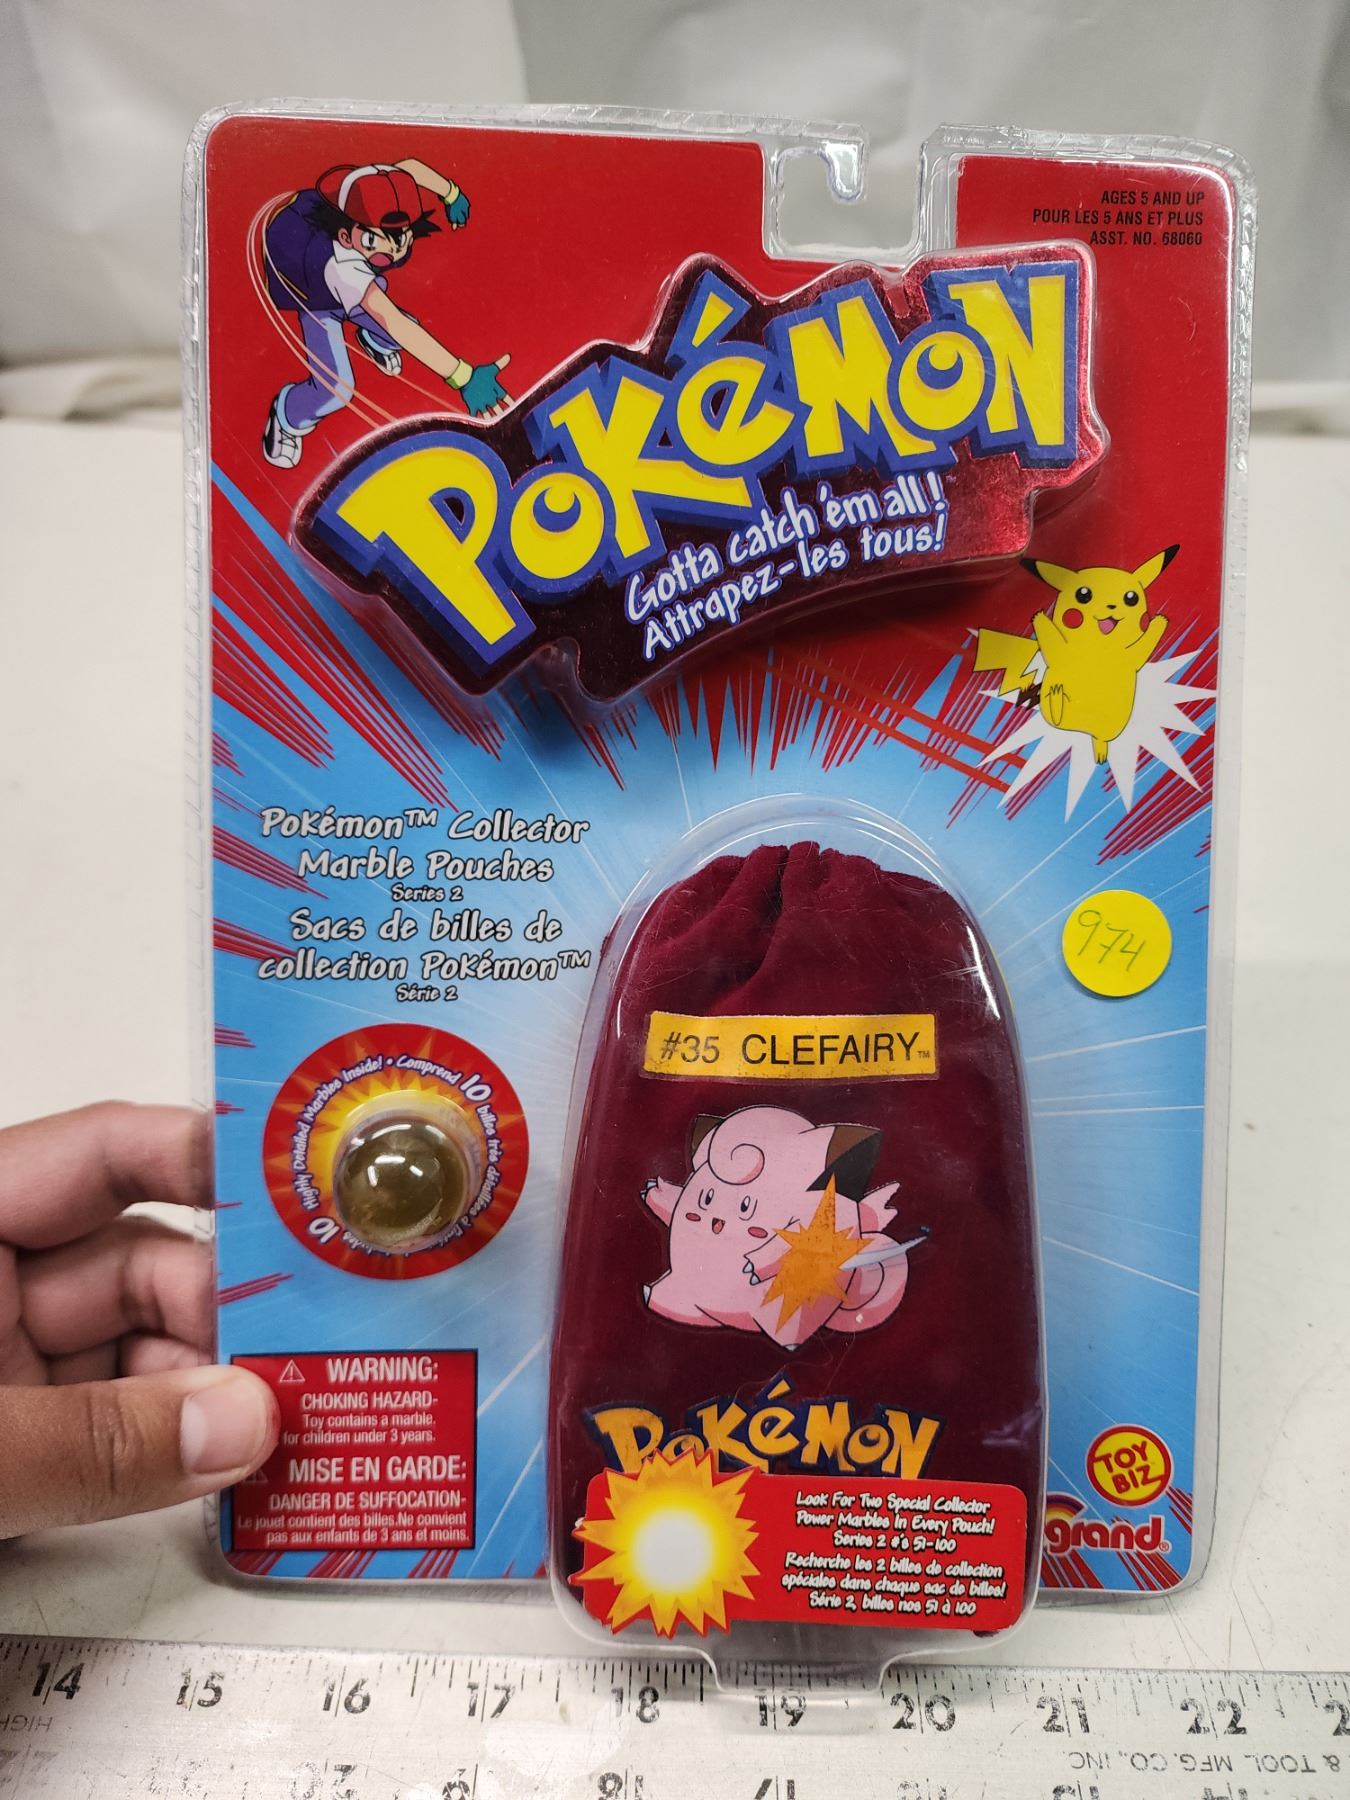 AGES 5 AND UP
POUR LES 5 ANS ET PLUS
ASST. NO. 68060
POKéMON
Gotta catch 'em all!
Attrapez-les tous!
Pokémon™ Collector
Marble Pouches
Series 2
Sacs de billes de
collection Pokémon™
Série 2
974
#35 CLEFAIRY™
10 Highly Detailed Marbles Inside! • Comprend 10 billes très détaillées à
WARNING:
CHOKING HAZARD-
Toy contains a marble.
for children under 3 years.
MISE EN GARDE:
DANGER DE SUFFOCATION-
Le jouet contient des billes.Ne convient
pas aux enfants de 3 ans et moins.
POKéMON
Look For Two Special Collector
Power Marbles In Every Pouch!
Series 2 #'s 51-100
Recherche les 2 billes de collection
spéciales dans chaque sac de billes!
Série 2, billes nos 51 à 100
TOY
BIZ
grand®
14 15 16 17 18 19 20 21 22 2
& TOOL MFG. CO., INC.